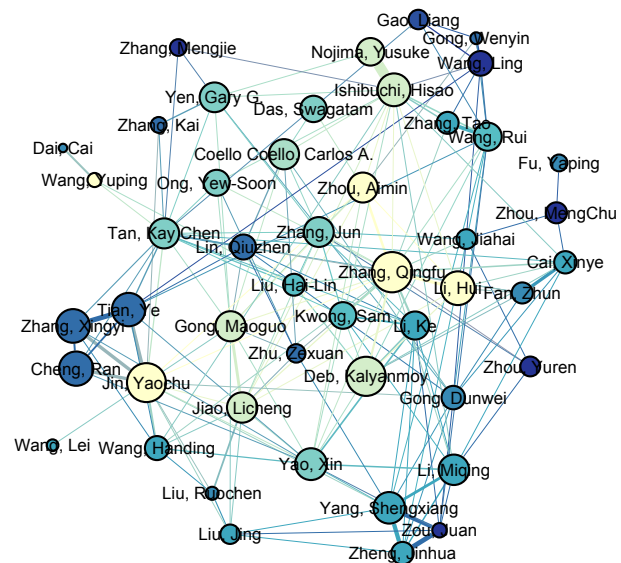 Gao, Liang
Gong, Wenyin
Zhang, Mengjie
Nojima, Yusuke
Wang, Ling
Ishibuchi, Hisao
Yen, Gary G.
Das, Swagatam
Zhang, Kai
Zhang, Tao
Wang, Rui
Dai, Cai
Coello Coello, Carlos A.
Fu, Yaping
Wang, Yuping
Ong, Yew-Soon
Zhou, Aimin
Zhou, MengChu
Tan, Kay Chen
Zhang, Jun
Wang, Jiahai
Lin, Qiuzhen
Cai, Xinye
Zhang, Qingfu
Liu, Hai-Lin
Li, Hui
Fan, Zhun
Tian, Ye
Zhang, Xingyi
Gong, Maoguo
Kwong, Sam
Li, Ke
Zhu, Zexuan
Cheng, Ran
Zhou, Yuren
Jin, Yaochu
Deb, Kalyanmoy
Jiao, Licheng
Gong, Dunwei
Wang, Lei
Wang, Handing
Yao, Xin
Li, Miqing
Liu, Ruochen
Yang, Shengxiang
Liu, Jing
Zou, Juan
Zheng, Jinhua